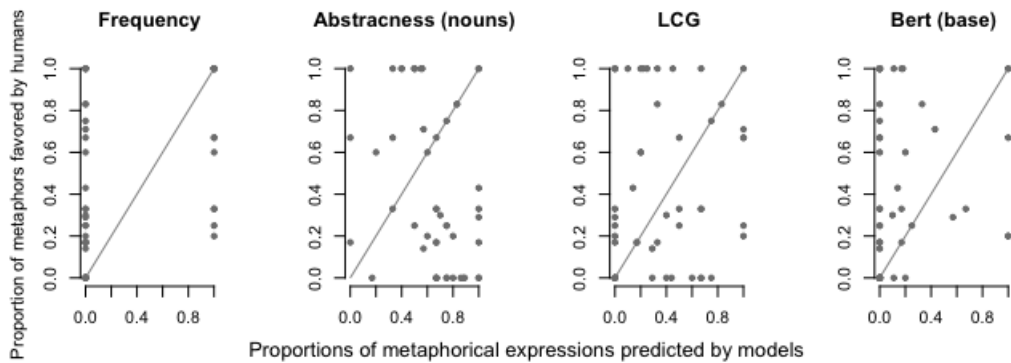 Frequency
Abstracness (nouns)
LCG
Bert (base)
Proportion of metaphors favored by humans
0.0 0.2 0.4 0.6 0.8 1.0
0.0 0.2 0.4 0.6 0.8 1.0
0.0 0.2 0.4 0.6 0.8 1.0
0.0 0.2 0.4 0.6 0.8 1.0
0.0 0.4 0.8
0.0 0.4 0.8
0.0 0.4 0.8
0.0 0.4 0.8
Proportions of metaphorical expressions predicted by models